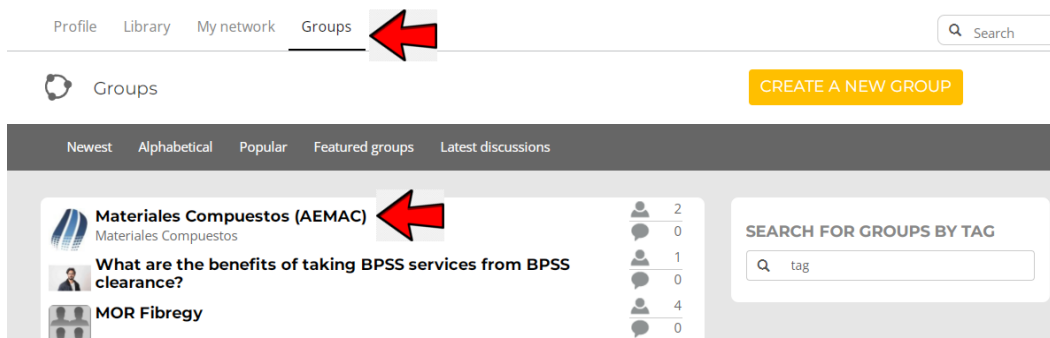 Profile Library My network Groups
Search
Groups
CREATE A NEW GROUP
Newest Alphabetical Popular Featured groups Latest discussions
Materiales Compuestos (AEMAC)
Materiales Compuestos
2
0
What are the benefits of taking BPSS services from BPSS
clearance?
1
0
MOR Fibregy
4
0
SEARCH FOR GROUPS BY TAG
tag